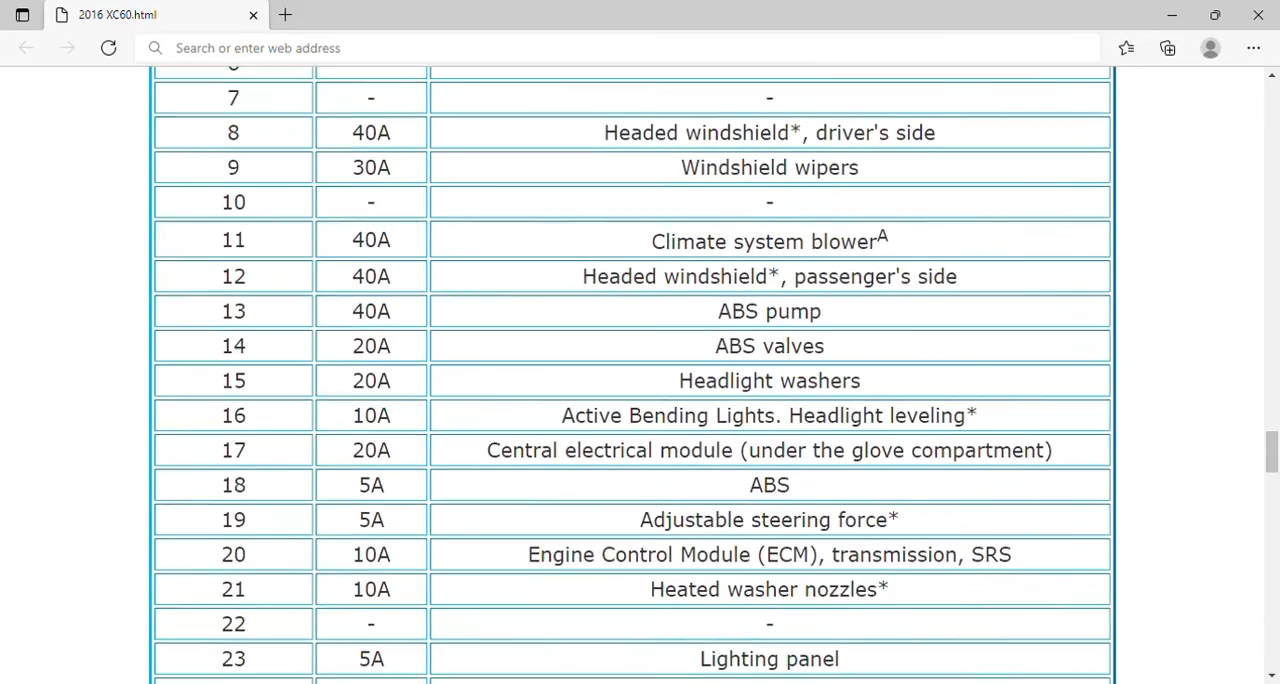 2016 XC60.html
Search or enter web address
7 - -
8 40A Headed windshield*, driver's side
9 30A Windshield wipers
10 - -
11 40A Climate system blowerA
12 40A Headed windshield*, passenger's side
13 40A ABS pump
14 20A ABS valves
15 20A Headlight washers
16 10A Active Bending Lights. Headlight leveling*
17 20A Central electrical module (under the glove compartment)
18 5A ABS
19 5A Adjustable steering force*
20 10A Engine Control Module (ECM), transmission, SRS
21 10A Heated washer nozzles*
22 - -
23 5A Lighting panel